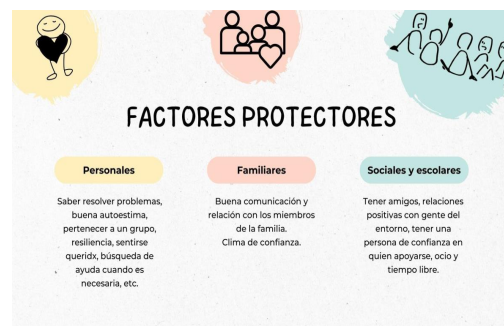 FACTORES PROTECTORES
Personales
Saber resolver problemas,
buena autoestima,
pertenecer a un grupo,
resiliencia, sentirse
queridx, búsqueda de
ayuda cuando es
necesaria, etc.
Familiares
Buena comunicación y
relación con los miembros
de la familia.
Clima de confianza.
Sociales y escolares
Tener amigos, relaciones
positivas con gente del
entorno, tener una
persona de confianza en
quien apoyarse, ocio y
tiempo libre.